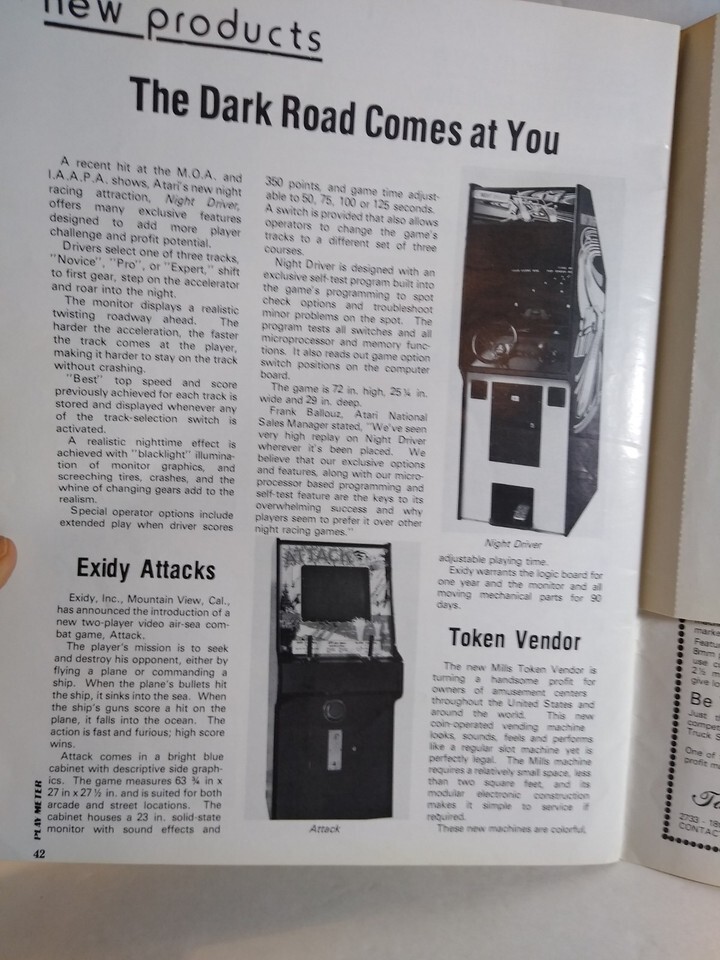 new products
The Dark Road Comes at You
A recent hit at the M.O.A. and
I.A.A.P.A. shows, Atari's new night
racing attraction, Night Driver,
offers many exclusive features
designed to add more player
challenge and profit potential.
Drivers select one of three tracks,
"Novice", "Pro", or "Expert," shift
to first gear, step on the accelerator
and roar into the night.
The monitor displays a realistic
twisting roadway ahead. The
harder the acceleration, the faster
the track comes at the player,
making it harder to stay on the track
without crashing.
"Best" top speed and score
previously achieved for each track is
stored and displayed whenever any
of the track-selection switch is
activated.
A realistic nighttime effect is
achieved with "blacklight" illumina-
tion of monitor graphics, and
screeching tires, crashes, and the
whine of changing gears add to the
realism.
Special operator options include
extended play when driver scores
350 points, and game time adjust-
able to 50, 75, 100 or 125 seconds.
A switch is provided that also allows
operators to change the game's
tracks to a different set of three
courses.
Night Driver is designed with an
exclusive self-test program built into
the game's programming to spot
check options and troubleshoot
minor problems on the spot. The
program tests all switches and all
microprocessor and memory func-
tions. It also reads out game option
switch positions on the computer
board.
The game is 72 in. high, 25¼ in.
wide and 29 in. deep.
Frank Ballouz, Atari National
Sales Manager stated, "We've seen
very high replay on Night Driver
wherever it's been placed. We
believe that our exclusive options
and features, along with our micro-
processor based programming and
self-test feature are the keys to its
overwhelming success and why
players seem to prefer it over other
night racing games."
Night Driver
Exidy Attacks
Exidy, Inc., Mountain View, Cal.,
has announced the introduction of a
new two-player video air-sea com-
bat game, Attack.
The player's mission is to seek
and destroy his opponent, either by
flying a plane or commanding a
ship. When the plane's bullets hit
the ship, it sinks into the sea. When
the ship's guns score a hit on the
plane, it falls into the ocean. The
action is fast and furious; high score
wins.
Attack comes in a bright blue
cabinet with descriptive side graph-
ics. The game measures 63 ¾ in x
27 in x 27 ½ in. and is suited for both
arcade and street locations. The
cabinet houses a 23 in. solid-state
monitor with sound effects and
ATTACK
Attack
adjustable playing time.
Exidy warrants the logic board for
one year and the monitor and all
moving mechanical parts for 90
days.
Token Vendor
The new Mills Token Vendor is
turning a handsome profit for
owners of amusement centers
throughout the United States and
around the world. This new
coin-operated vending machine
looks, sounds, feels and performs
like a regular slot machine yet is
perfectly legal. The Mills machine
requires a relatively small space, less
than two square feet, and its
modular electronic construction
makes it simple to service if
required.
These new machines are colorful,
PLAY METER
42
marke
Featu
8mm
use c
2 ½ m
give lo
Be
Just t
compet
Truck S
One of
profit m
2733 - 18
CONTAC